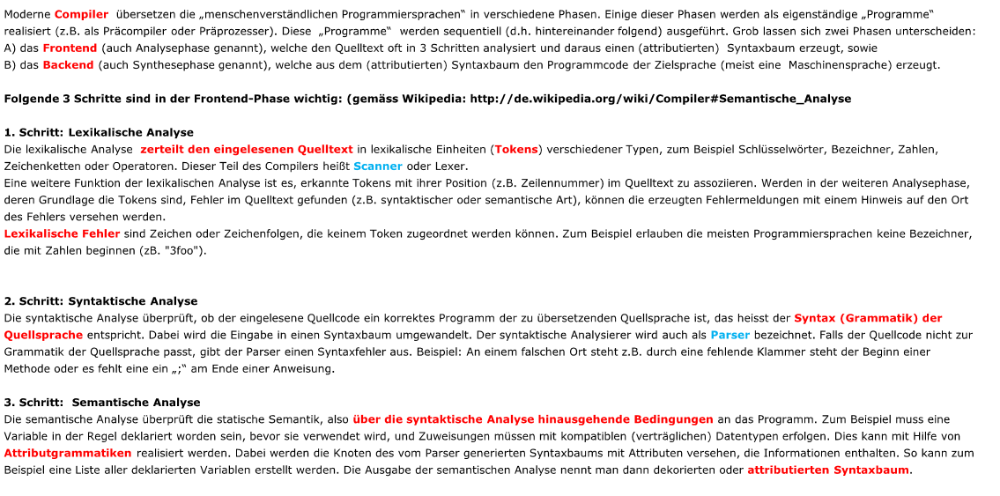 Moderne Compiler  übersetzen die „menschenverständlichen Programmiersprachen“ in verschiedene Phasen. Einige dieser Phasen werden als eigenständige „Programme“
realisiert (z.B. als Präcompiler oder Präprozesser). Diese  „Programme“  werden sequentiell (d.h. hintereinander folgend) ausgeführt. Grob lassen sich zwei Phasen unterscheiden:
A) das Frontend (auch Analysephase genannt), welche den Quelltext oft in 3 Schritten analysiert und daraus einen (attributierten)  Syntaxbaum erzeugt, sowie
B) das Backend (auch Synthesephase genannt), welche aus dem (attributierten) Syntaxbaum den Programmcode der Zielsprache (meist eine  Maschinensprache) erzeugt.
Folgende 3 Schritte sind in der Frontend-Phase wichtig: (gemäss Wikipedia: http://de.wikipedia.org/wiki/Compiler#Semantische_Analyse
1. Schritt: Lexikalische Analyse
Die lexikalische Analyse  zerteilt den eingelesenen Quelltext in lexikalische Einheiten (Tokens) verschiedener Typen, zum Beispiel Schlüsselwörter, Bezeichner, Zahlen,
Zeichenketten oder Operatoren. Dieser Teil des Compilers heißt Scanner oder Lexer.
Eine weitere Funktion der lexikalischen Analyse ist es, erkannte Tokens mit ihrer Position (z.B. Zeilennummer) im Quelltext zu assoziieren. Werden in der weiteren Analysephase,
deren Grundlage die Tokens sind, Fehler im Quelltext gefunden (z.B. syntaktischer oder semantische Art), können die erzeugten Fehlermeldungen mit einem Hinweis auf den Ort
des Fehlers versehen werden.
Lexikalische Fehler sind Zeichen oder Zeichenfolgen, die keinem Token zugeordnet werden können. Zum Beispiel erlauben die meisten Programmiersprachen keine Bezeichner,
die mit Zahlen beginnen (zB. "3foo").
2. Schritt: Syntaktische Analyse
Die syntaktische Analyse überprüft, ob der eingelesene Quellcode ein korrektes Programm der zu übersetzenden Quellsprache ist, das heisst der Syntax (Grammatik) der
Quellsprache entspricht. Dabei wird die Eingabe in einen Syntaxbaum umgewandelt. Der syntaktische Analysierer wird auch als Parser bezeichnet. Falls der Quellcode nicht zur
Grammatik der Quellsprache passt, gibt der Parser einen Syntaxfehler aus. Beispiel: An einem falschen Ort steht z.B. durch eine fehlende Klammer steht der Beginn einer
Methode oder es fehlt eine ein „;“ am Ende einer Anweisung.
3. Schritt:  Semantische Analyse
Die semantische Analyse überprüft die statische Semantik, also über die syntaktische Analyse hinausgehende Bedingungen an das Programm. Zum Beispiel muss eine
Variable in der Regel deklariert worden sein, bevor sie verwendet wird, und Zuweisungen müssen mit kompatiblen (verträglichen) Datentypen erfolgen. Dies kann mit Hilfe von
Attributgrammatiken realisiert werden. Dabei werden die Knoten des vom Parser generierten Syntaxbaums mit Attributen versehen, die Informationen enthalten. So kann zum
Beispiel eine Liste aller deklarierten Variablen erstellt werden. Die Ausgabe der semantischen Analyse nennt man dann dekorierten oder attributierten Syntaxbaum.